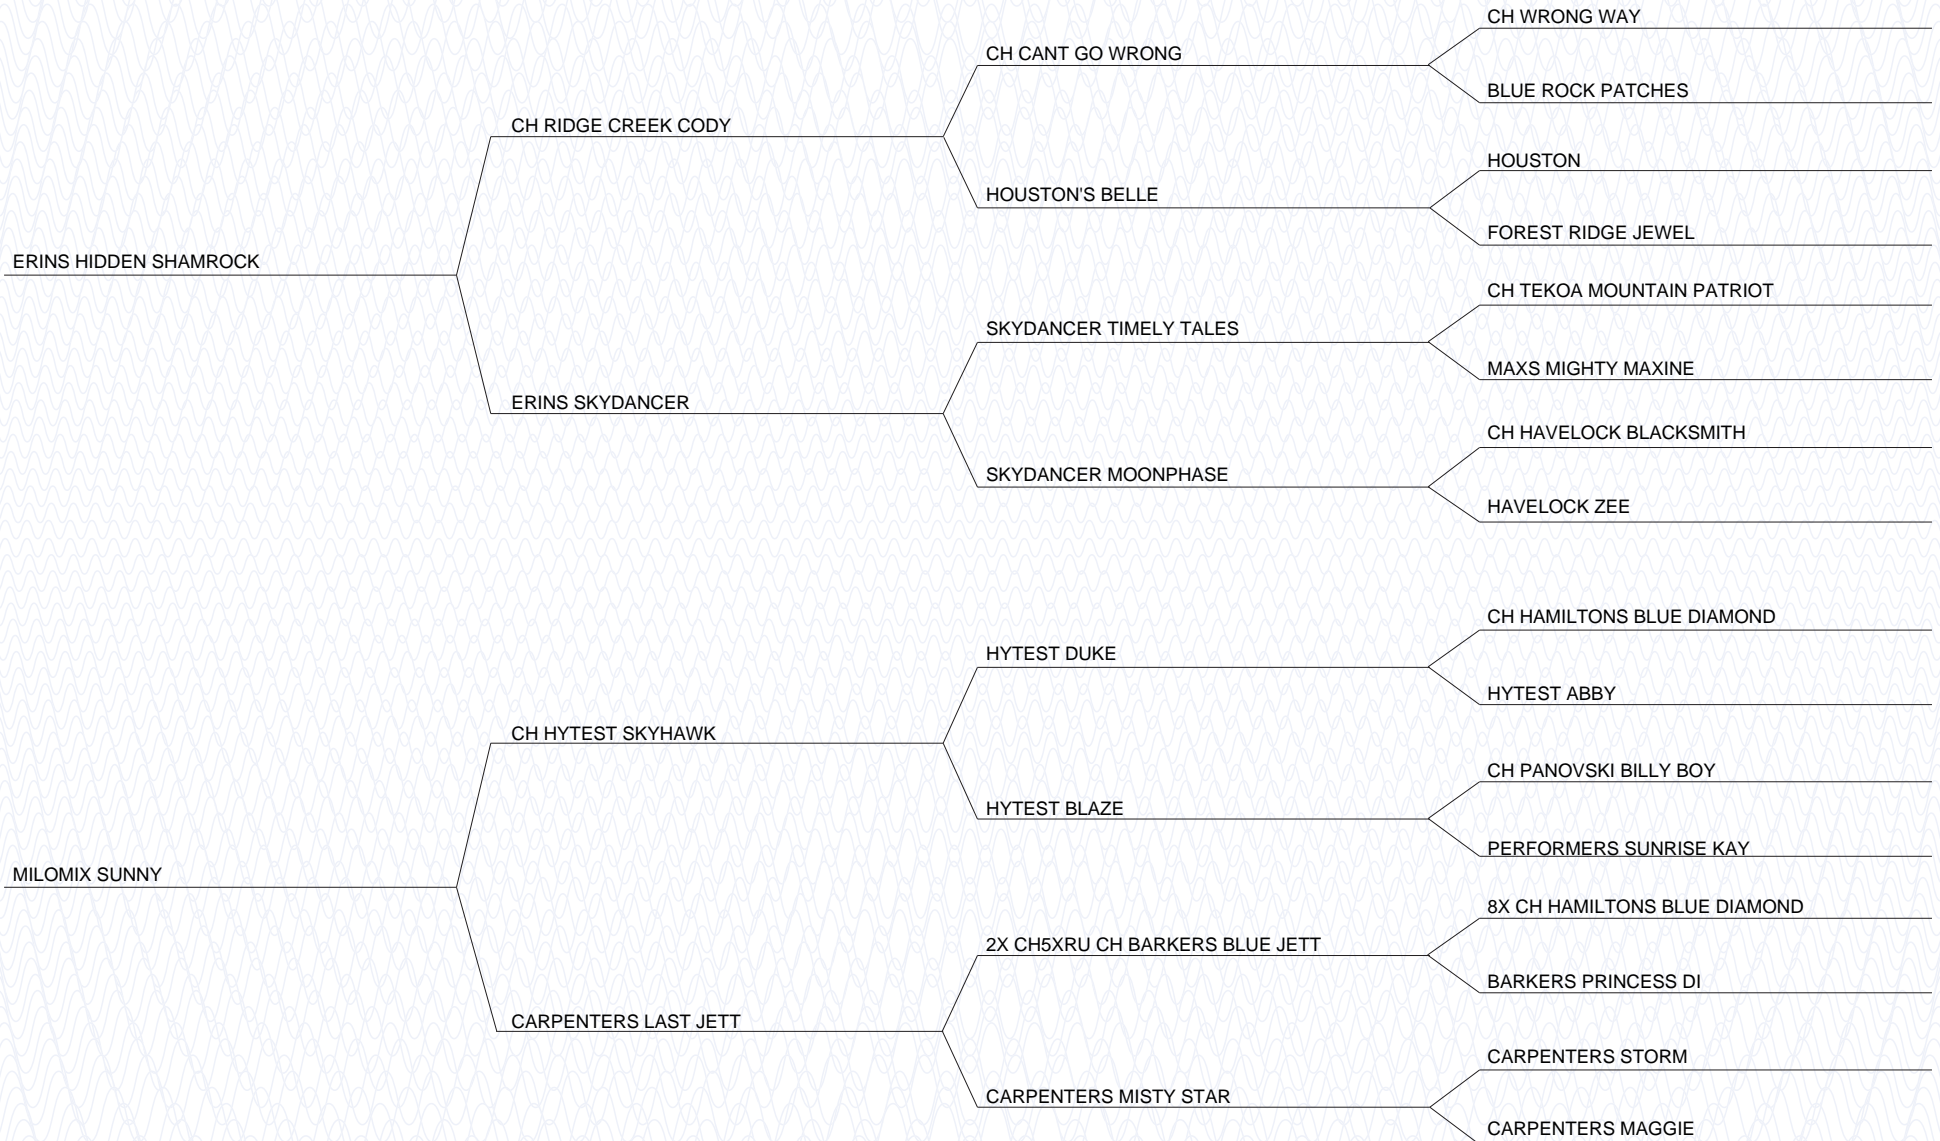 CH WRONG WAY
CH CANT GO WRONG
BLUE ROCK PATCHES
CH RIDGE CREEK CODY
HOUSTON
HOUSTON'S BELLE
FOREST RIDGE JEWEL
ERINS HIDDEN SHAMROCK
CH TEKOA MOUNTAIN PATRIOT
SKYDANCER TIMELY TALES
MAXS MIGHTY MAXINE
ERINS SKYDANCER
CH HAVELOCK BLACKSMITH
SKYDANCER MOONPHASE
HAVELOCK ZEE
CH HAMILTONS BLUE DIAMOND
HYTEST DUKE
HYTEST ABBY
CH HYTEST SKYHAWK
CH PANOVSKI BILLY BOY
HYTEST BLAZE
PERFORMERS SUNRISE KAY
MILOMIX SUNNY
8X CH HAMILTONS BLUE DIAMOND
2X CH5XRU CH BARKERS BLUE JETT
BARKERS PRINCESS DI
CARPENTERS LAST JETT
CARPENTERS STORM
CARPENTERS MISTY STAR
CARPENTERS MAGGIE